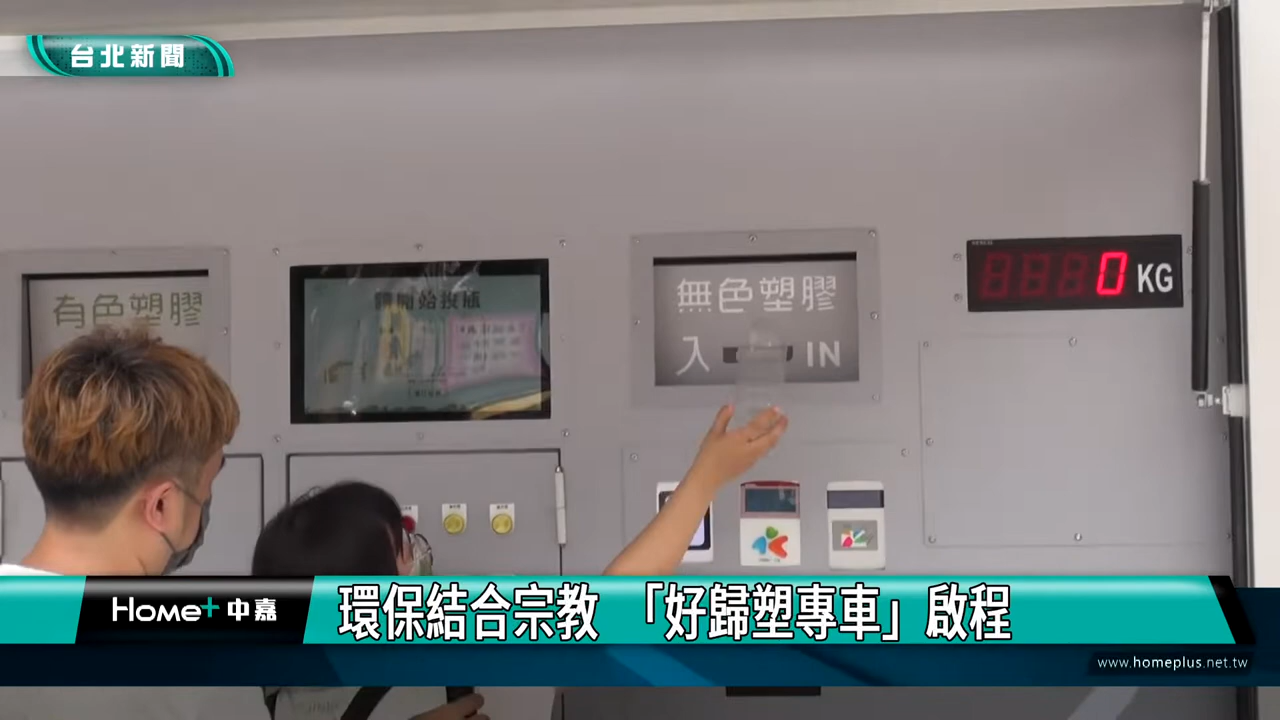 台北新聞
有色塑膠
無色塑膠
入 IN
0 KG
Home+中嘉
環保結合宗教 「好歸塑專車」啟程
www.homeplus.net.tw